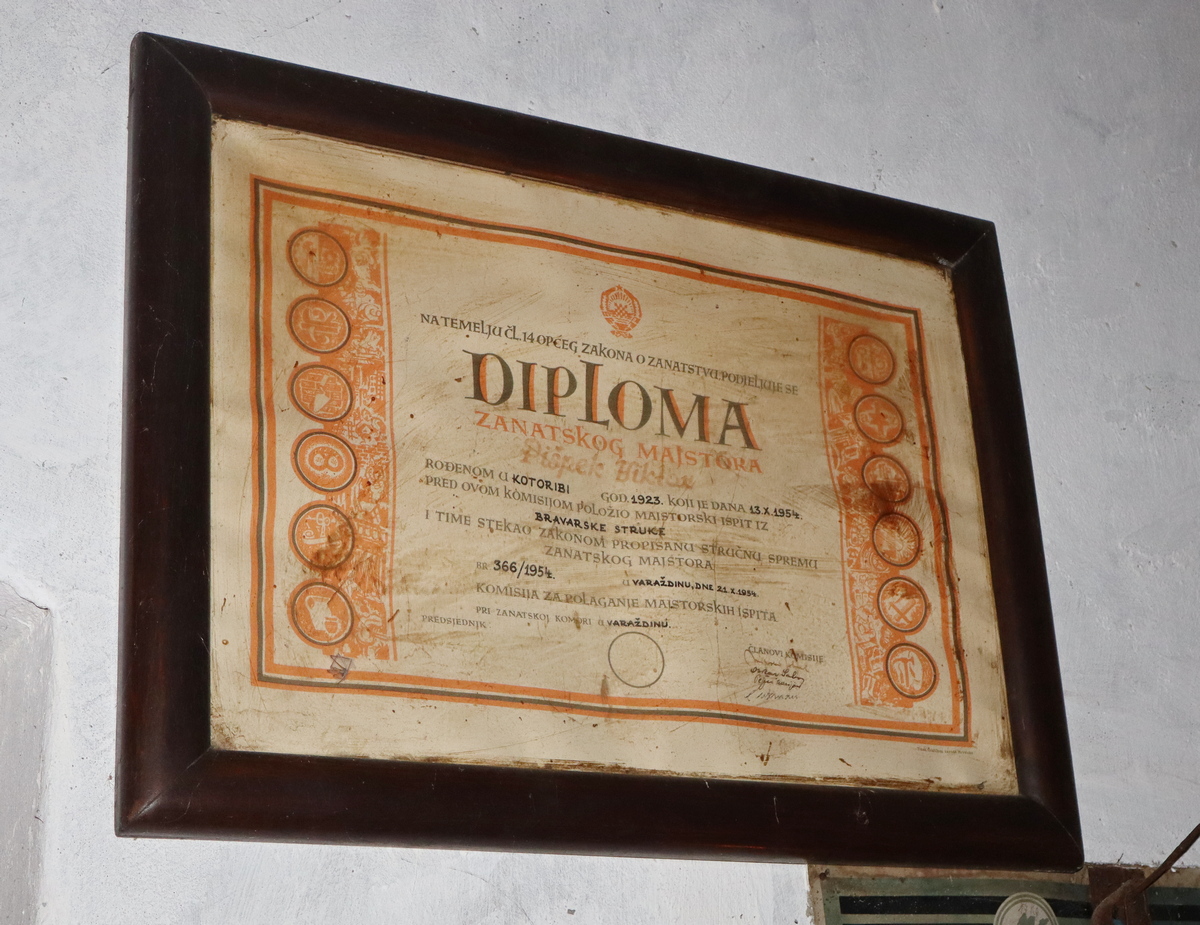 NA TEMELJU ČL. 14 OPĆEG ZAKONA O ZANATSTVU PODJELJUJE SE
DIPLOMA
ZANATSKOG MAJSTORA
Pišpek Viktor
ROĐENOM U KOTORIBI GOD. 1923. KOJI JE DANA 13.X.1954.
PRED OVOM KOMISIJOM POLOŽIO MAJSTORSKI ISPIT IZ
BRAVARSKE STRUKE
I TIME STEKAO ZAKONOM PROPISANU STRUČNU SPREMU
ZANATSKOG MAJSTORA
BR 366/1954. U VARAŽDINU, DNE 21.X.1954.
KOMISIJA ZA POLAGANJE MAJSTORSKIH ISPITA
PRI ZANATSKOJ KOMORI U VARAŽDINU.
PREDSJEDNIK
ČLANOVI KOMISIJE